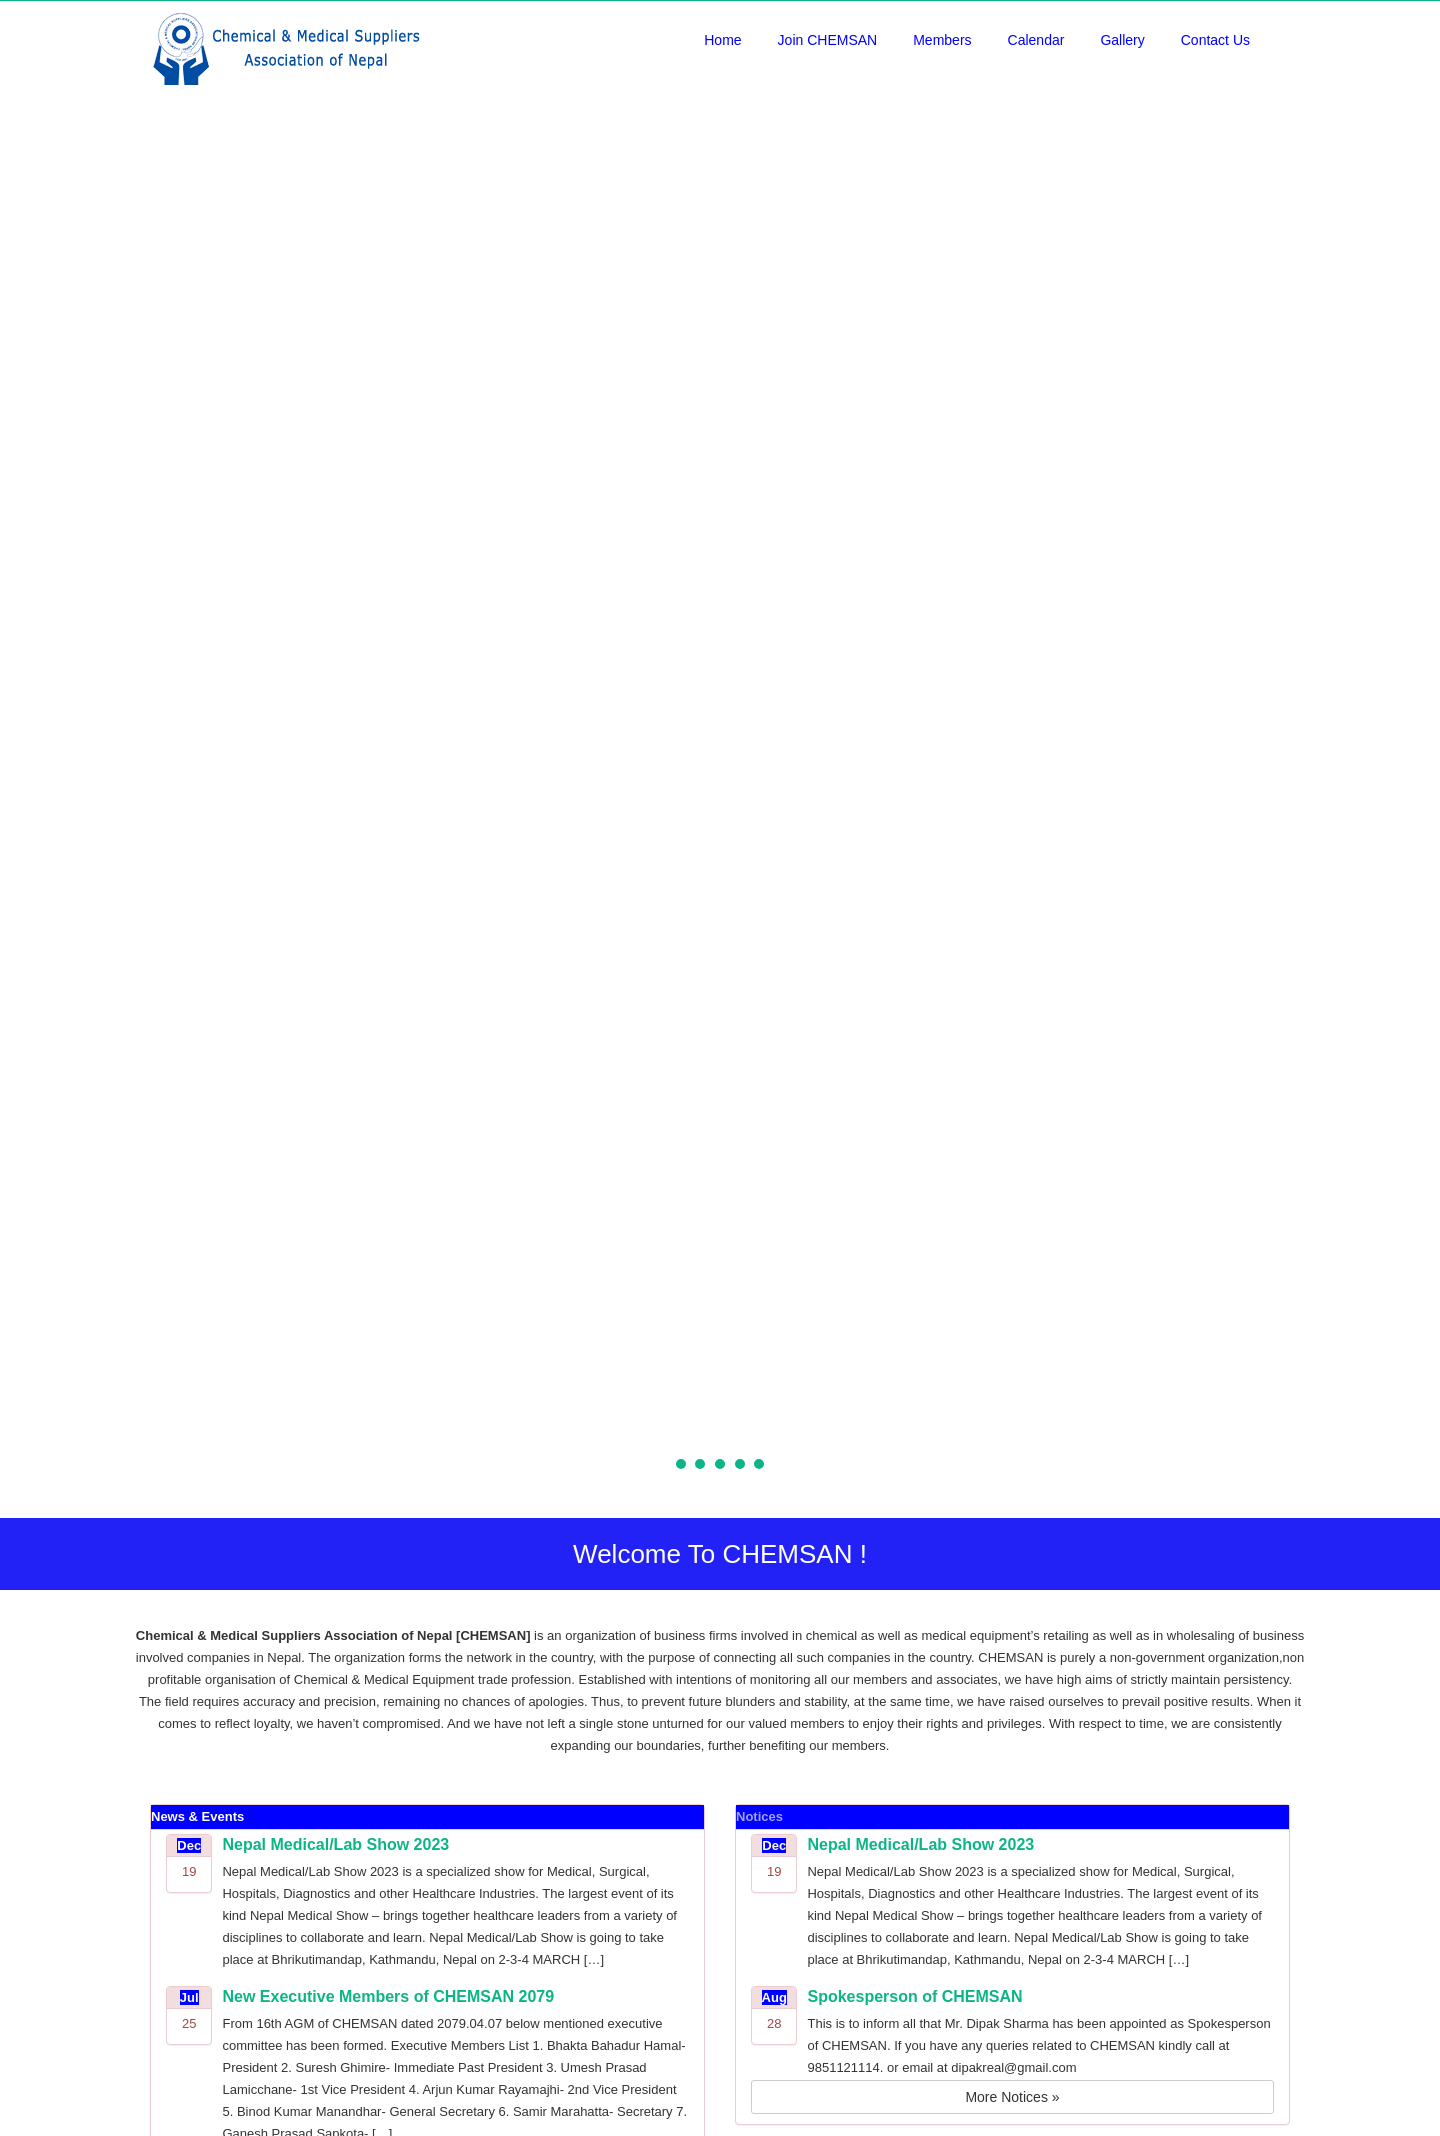 Chemical & Medical Suppliers
Association of Nepal
Home Join CHEMSAN Members Calendar Gallery Contact Us
Welcome To CHEMSAN !
Chemical & Medical Suppliers Association of Nepal [CHEMSAN] is an organization of business firms involved in chemical as well as medical equipment’s retailing as well as in wholesaling of business
involved companies in Nepal. The organization forms the network in the country, with the purpose of connecting all such companies in the country. CHEMSAN is purely a non-government organization,non
profitable organisation of Chemical & Medical Equipment trade profession. Established with intentions of monitoring all our members and associates, we have high aims of strictly maintain persistency.
The field requires accuracy and precision, remaining no chances of apologies. Thus, to prevent future blunders and stability, at the same time, we have raised ourselves to prevail positive results. When it
comes to reflect loyalty, we haven’t compromised. And we have not left a single stone unturned for our valued members to enjoy their rights and privileges. With respect to time, we are consistently
expanding our boundaries, further benefiting our members.
News & Events
Dec
19
Nepal Medical/Lab Show 2023
Nepal Medical/Lab Show 2023 is a specialized show for Medical, Surgical,
Hospitals, Diagnostics and other Healthcare Industries. The largest event of its
kind Nepal Medical Show – brings together healthcare leaders from a variety of
disciplines to collaborate and learn. Nepal Medical/Lab Show is going to take
place at Bhrikutimandap, Kathmandu, Nepal on 2-3-4 MARCH […]
Jul
25
New Executive Members of CHEMSAN 2079
From 16th AGM of CHEMSAN dated 2079.04.07 below mentioned executive
committee has been formed. Executive Members List 1. Bhakta Bahadur Hamal-
President 2. Suresh Ghimire- Immediate Past President 3. Umesh Prasad
Lamicchane- 1st Vice President 4. Arjun Kumar Rayamajhi- 2nd Vice President
5. Binod Kumar Manandhar- General Secretary 6. Samir Marahatta- Secretary 7.
Ganesh Prasad Sapkota- […]
Notices
Dec
19
Nepal Medical/Lab Show 2023
Nepal Medical/Lab Show 2023 is a specialized show for Medical, Surgical,
Hospitals, Diagnostics and other Healthcare Industries. The largest event of its
kind Nepal Medical Show – brings together healthcare leaders from a variety of
disciplines to collaborate and learn. Nepal Medical/Lab Show is going to take
place at Bhrikutimandap, Kathmandu, Nepal on 2-3-4 MARCH […]
Aug
28
Spokesperson of CHEMSAN
This is to inform all that Mr. Dipak Sharma has been appointed as Spokesperson
of CHEMSAN. If you have any queries related to CHEMSAN kindly call at
9851121114. or email at dipakreal@gmail.com
More Notices »